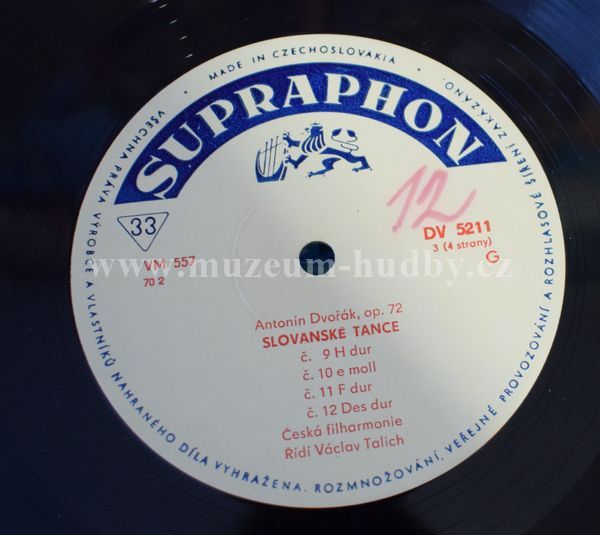 • MADE IN CZECHOSLOVAKIA •
SUPRAPHON
33
VM 557
70 2
12
DV 5211
3 (4 strany)
G
www.muzeum-hudby.cz
Antonín Dvořák, op. 72
SLOVANSKÉ TANCE
č. 9 H dur
č. 10 e moll
č. 11 F dur
č. 12 Des dur
Česká filharmonie
Řídí Václav Talich
VŠECHNA PRÁVA VÝROBCE A VLASTNÍKŮ NAHRANÉHO DÍLA VYHRAŽENA. ROZMNOŽOVÁNÍ, VEŘEJNÉ PROVOZOVÁNÍ A ROZHLASOVÉ ŠÍŘENÍ ZAKÁZÁNO